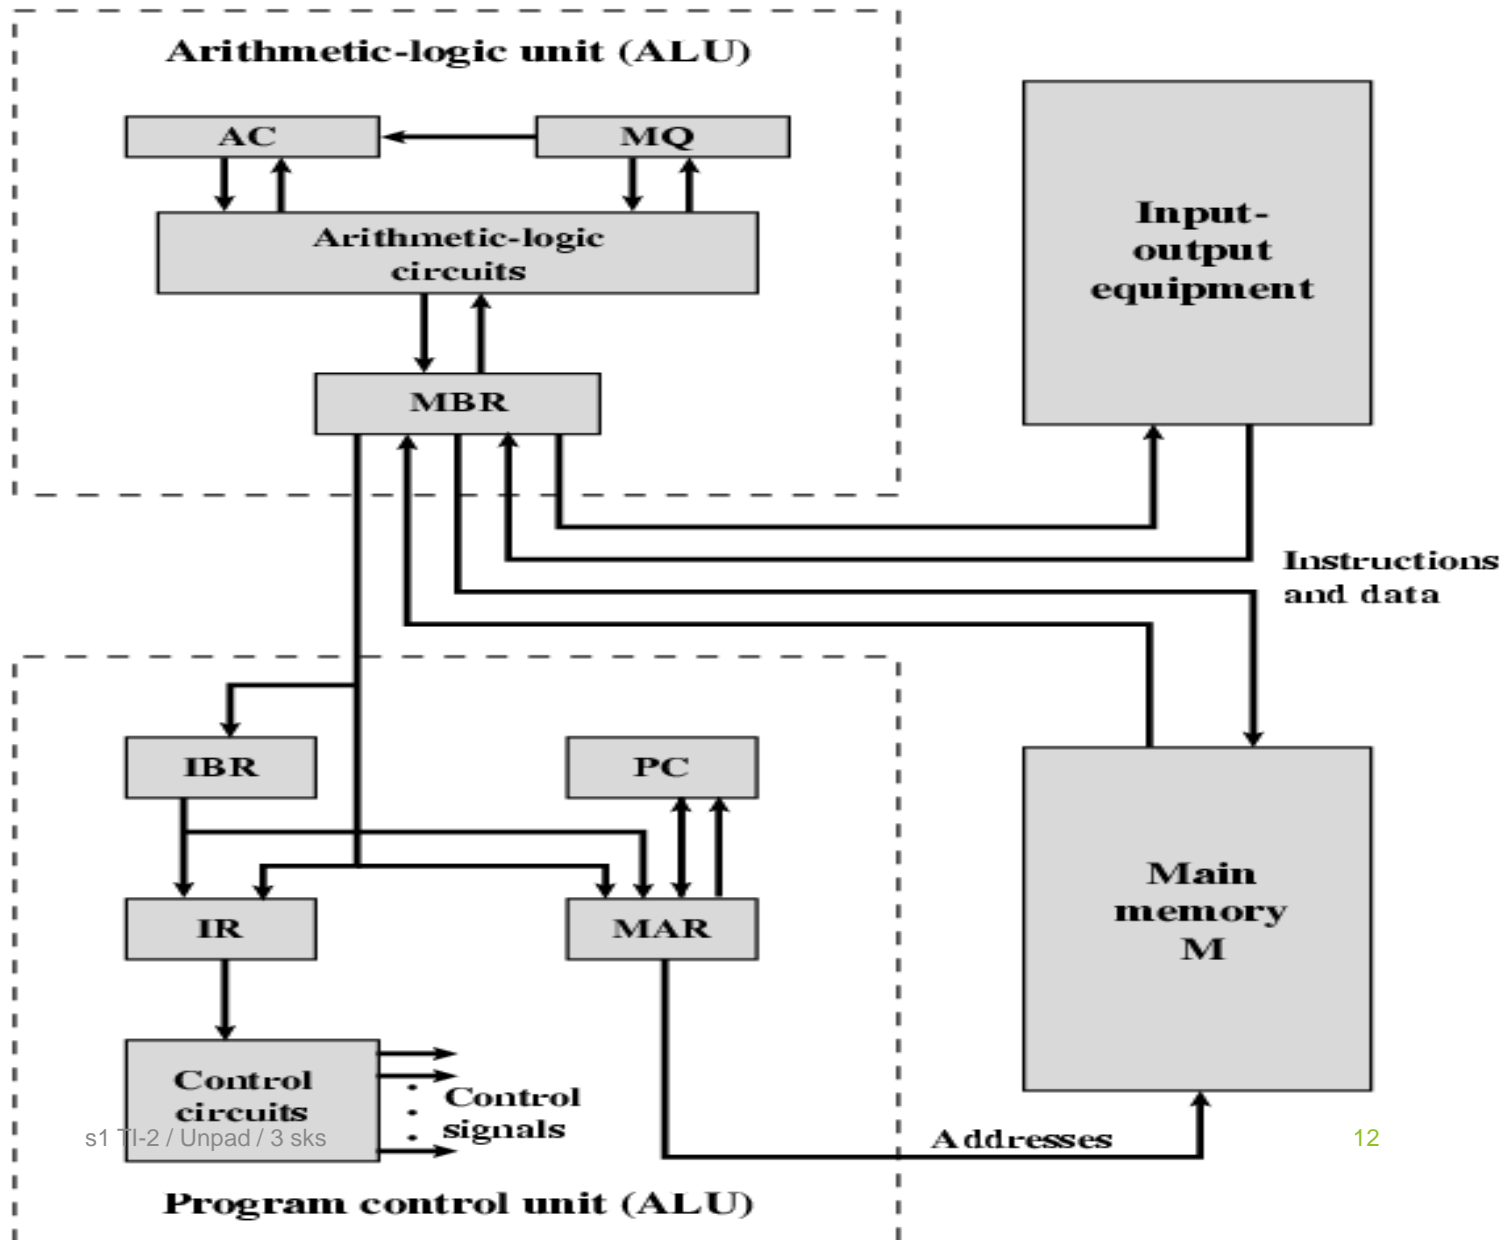 Arithmetic-logic unit (ALU)
AC
MQ
Arithmetic-logic
circuits
Input-
output
equipment
MBR
Instructions
and data
IBR
PC
IR
MAR
Main
memory
M
Control
circuits
Control
signals
s1 TI-2 / Unpad / 3 sks
Addresses
12
Program control unit (ALU)